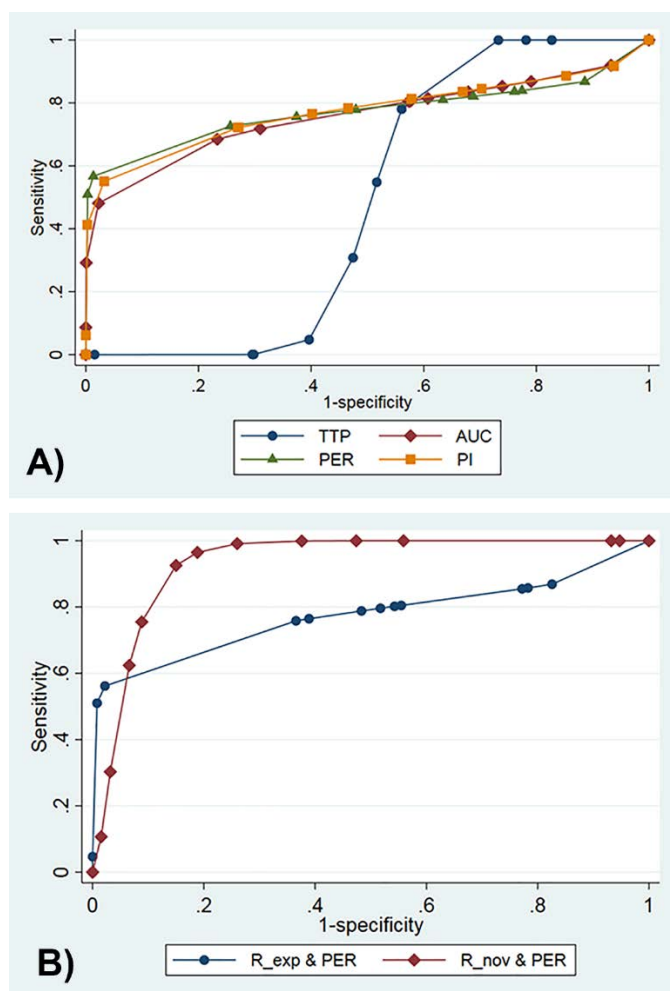 1
.8
.6
.4
.2
0
Sensitivity
0 .2 .4 .6 .8 1
1-specificity
TTP AUC
PER PI
A)
1
.8
.6
.4
.2
0
Sensitivity
0 .2 .4 .6 .8 1
1-specificity
R_exp & PER R_nov & PER
B)